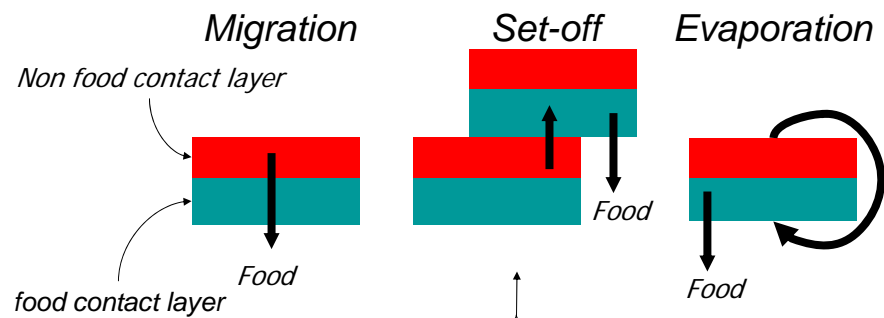 Migration Set-off Evaporation
Non food contact layer
Food
Food
Food
food contact layer